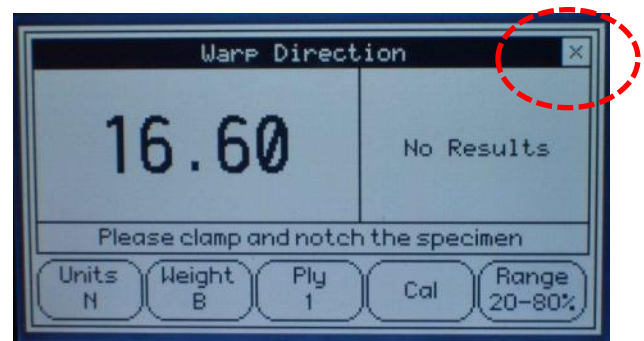 Warp Direction ×
16.60
No Results
Please clamp and notch the specimen
Units Weight Ply Cal Range
N B 1 20-80%